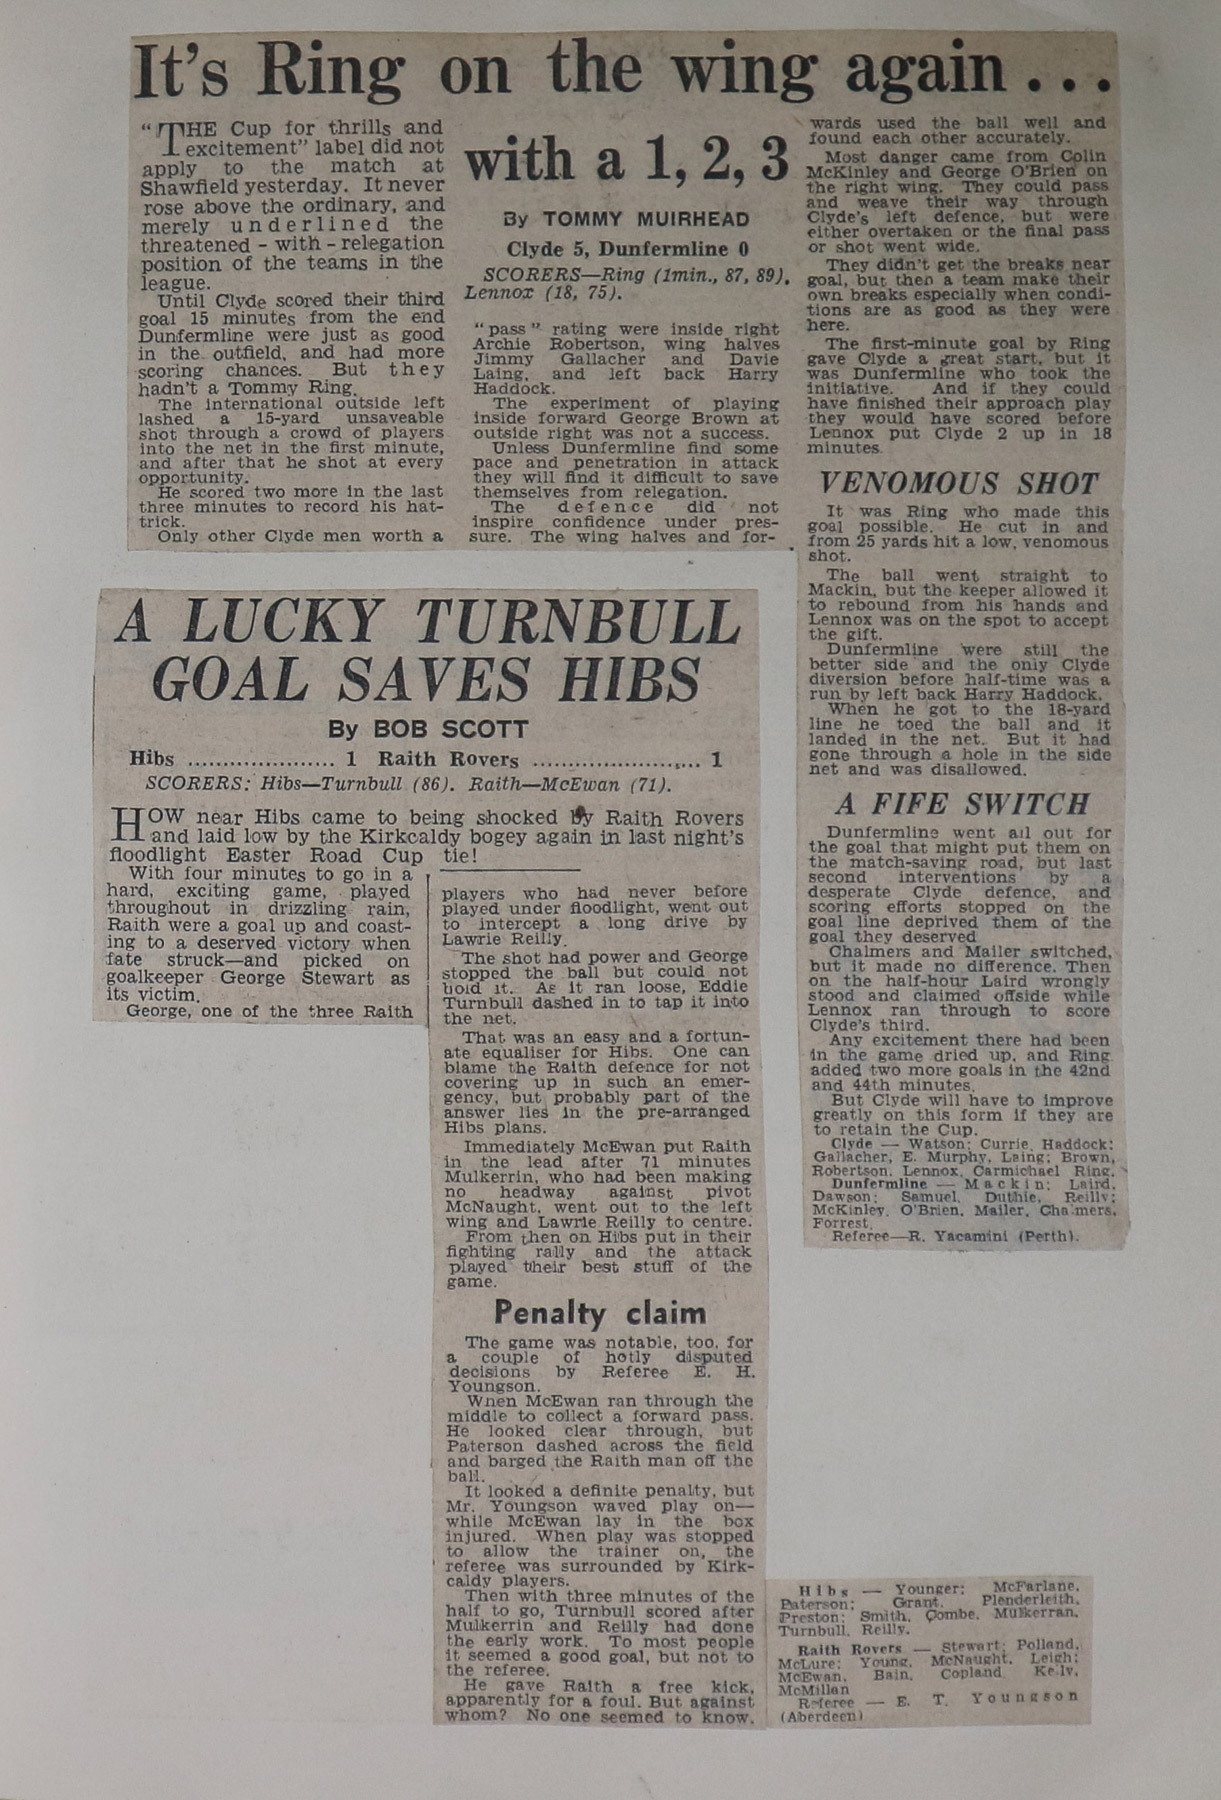 It's Ring on the wing again . . .
"THE Cup for thrills and
excitement" label did not
apply to the match at
Shawfield yesterday. It never
rose above the ordinary, and
merely underlined the
threatened - with - relegation
position of the teams in the
league.
Until Clyde scored their third
goal 15 minutes from the end
Dunfermline were just as good
in the outfield, and had more
scoring chances. But they
hadn't a Tommy Ring.
The international outside left
lashed a 15-yard unsaveable
shot through a crowd of players
into the net in the first minute,
and after that he shot at every
opportunity.
He scored two more in the last
three minutes to record his hat-
trick.
Only other Clyde men worth a
with a 1, 2, 3
By TOMMY MUIRHEAD
Clyde 5, Dunfermline 0
SCORERS—Ring (1min., 87, 89),
Lennox (18, 75).
"pass" rating were inside right
Archie Robertson, wing halves
Jimmy Gallacher and Davie
Laing, and left back Harry
Haddock.
The experiment of playing
inside forward George Brown at
outside right was not a success.
Unless Dunfermline find some
pace and penetration in attack
they will find it difficult to save
themselves from relegation.
The defence did not
inspire confidence under pres-
sure. The wing halves and for-
wards used the ball well and
found each other accurately.
Most danger came from Colin
McKinley and George O'Brien on
the right wing. They could pass
and weave their way through
Clyde's left defence, but were
either overtaken or the final pass
or shot went wide.
They didn't get the breaks near
goal, but then a team make their
own breaks especially when condi-
tions are as good as they were
here.
The first-minute goal by Ring
gave Clyde a great start, but it
was Dunfermline who took the
initiative. And if they could
have finished their approach play
they would have scored before
Lennox put Clyde 2 up in 18
minutes.
VENOMOUS SHOT
It was Ring who made this
goal possible. He cut in and
from 25 yards hit a low, venomous
shot.
The ball went straight to
Mackin, but the keeper allowed it
to rebound from his hands and
Lennox was on the spot to accept
the gift.
Dunfermline were still the
better side and the only Clyde
diversion before half-time was a
run by left back Harry Haddock.
When he got to the 18-yard
line he toed the ball and it
landed in the net. But it had
gone through a hole in the side
net and was disallowed.
A FIFE SWITCH
Dunfermline went all out for
the goal that might put them on
the match-saving road, but last
second interventions by a
desperate Clyde defence, and
scoring efforts stopped on the
goal line deprived them of the
goal they deserved
Chalmers and Mailer switched,
but it made no difference. Then
on the half-hour Laird wrongly
stood and claimed offside while
Lennox ran through to score
Clyde's third.
Any excitement there had been
in the game dried up, and Ring
added two more goals in the 42nd
and 44th minutes.
But Clyde will have to improve
greatly on this form if they are
to retain the Cup.
Clyde — Watson; Currie, Haddock;
Gallacher, E. Murphy, Laing; Brown,
Robertson, Lennox, Carmichael Ring.
Dunfermline — Mackin; Laird,
Dawson; Samuel, Duthie, Reilly;
McKinley, O'Brien, Mailer, Chalmers,
Forrest.
Referee—R. Yacamini (Perth).
A LUCKY TURNBULL
GOAL SAVES HIBS
By BOB SCOTT
Hibs .................... 1 Raith Rovers ........................ 1
SCORERS: Hibs—Turnbull (86). Raith—McEwan (71).
HOW near Hibs came to being shocked by Raith Rovers
and laid low by the Kirkcaldy bogey again in last night's
floodlight Easter Road Cup tie!
With four minutes to go in a
hard, exciting game, played
throughout in drizzling rain,
Raith were a goal up and coast-
ing to a deserved victory when
fate struck—and picked on
goalkeeper George Stewart as
its victim.
George, one of the three Raith
players who had never before
played under floodlight, went out
to intercept a long drive by
Lawrie Reilly.
The shot had power and George
stopped the ball but could not
hold it. As it ran loose, Eddie
Turnbull dashed in to tap it into
the net.
That was an easy and a fortun-
ate equaliser for Hibs. One can
blame the Raith defence for not
covering up in such an emer-
gency, but probably part of the
answer lies in the pre-arranged
Hibs plans.
Immediately McEwan put Raith
in the lead after 71 minutes
Mulkerrin, who had been making
no headway against pivot
McNaught, went out to the left
wing and Lawrie Reilly to centre.
From then on Hibs put in their
fighting rally and the attack
played their best stuff of the
game.
Penalty claim
The game was notable, too, for
a couple of hotly disputed
decisions by Referee E. H.
Youngson.
When McEwan ran through the
middle to collect a forward pass.
He looked clear through, but
Paterson dashed across the field
and barged the Raith man off the
ball.
It looked a definite penalty, but
Mr. Youngson waved play on—
while McEwan lay in the box
injured. When play was stopped
to allow the trainer on, the
referee was surrounded by Kirk-
caldy players.
Then with three minutes of the
half to go, Turnbull scored after
Mulkerrin and Reilly had done
the early work. To most people
it seemed a good goal, but not to
the referee.
He gave Raith a free kick,
apparently for a foul. But against
whom? No one seemed to know.
Hibs — Younger; McFarlane,
Paterson; Grant, Plenderleith,
Preston; Smith, Combe, Mulkerran,
Turnbull, Reilly.
Raith Rovers — Stewart; Polland,
McLure; Young, McNaught, Leigh;
McEwan, Bain, Copland, Kelly,
McMillan
Referee — E. T. Youngson
(Aberdeen)